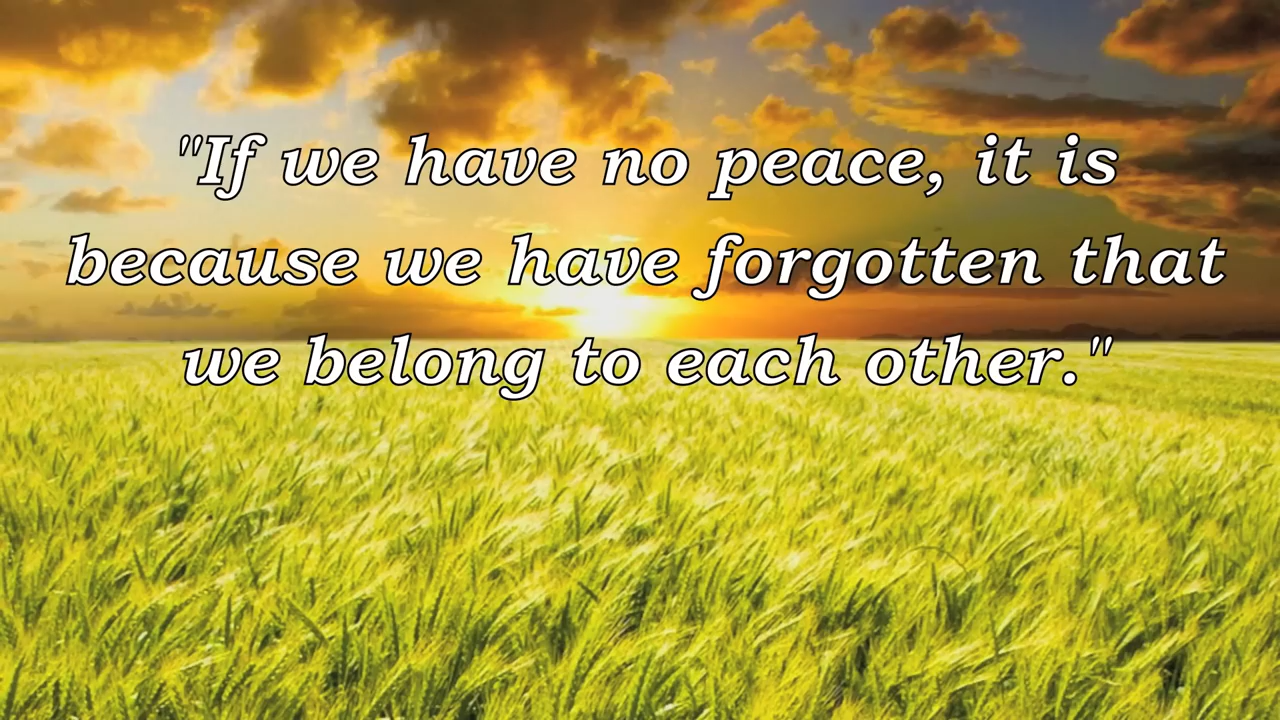 "If we have no peace, it is
because we have forgotten that
we belong to each other."